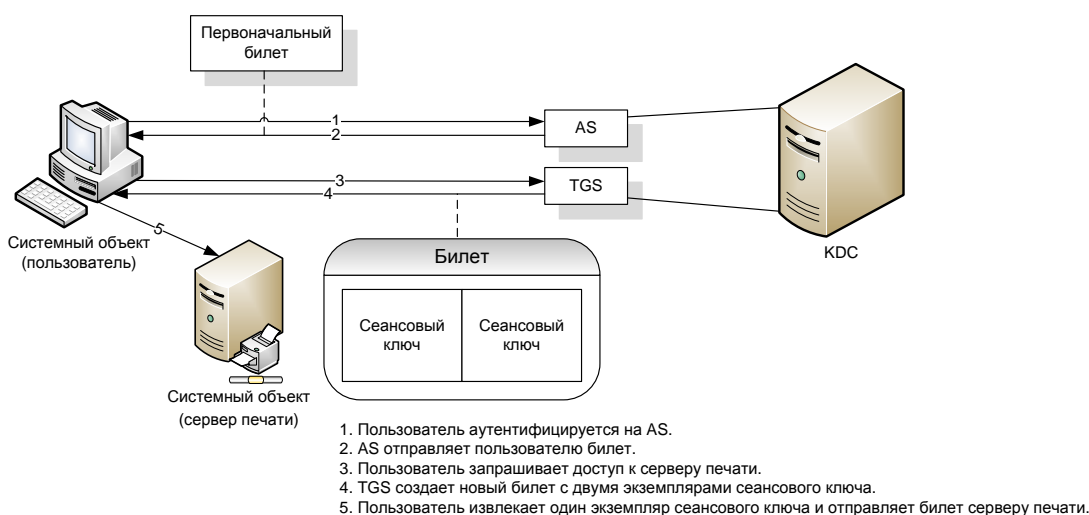 Первоначальный
билет
1
2
AS
3
4
TGS
5
Системный объект
(пользователь)
KDC
Билет
Сеансовый
ключ
Сеансовый
ключ
Системный объект
(сервер печати)
1. Пользователь аутентифицируется на AS.
2. AS отправляет пользователю билет.
3. Пользователь запрашивает доступ к серверу печати.
4. TGS создает новый билет с двумя экземплярами сеансового ключа.
5. Пользователь извлекает один экземпляр сеансового ключа и отправляет билет серверу печати.